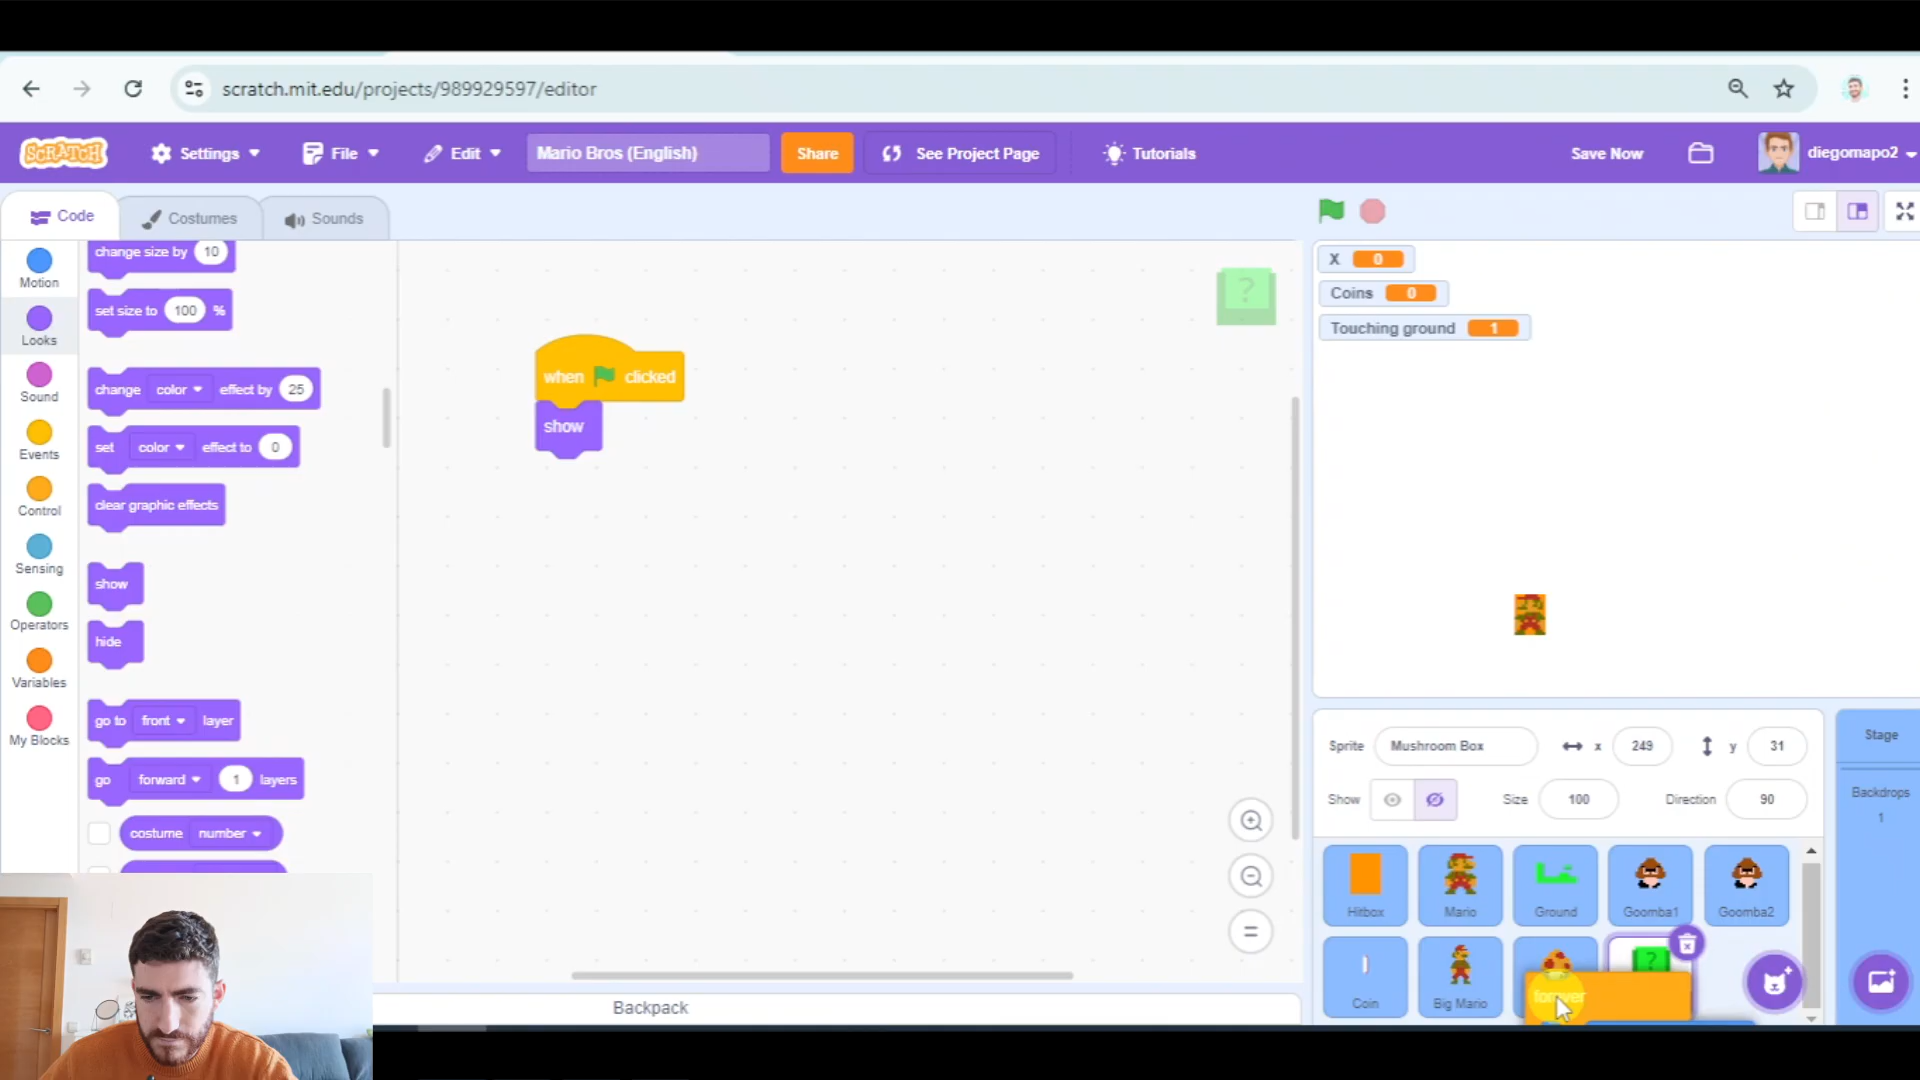 scratch.mit.edu/projects/989929597/editor
SCRATCH Settings File Edit Mario Bros (English) Share See Project Page Tutorials Save Now diegomapo2
Code Costumes Sounds
Motion
Looks
Sound
Events
Control
Sensing
Operators
Variables
My Blocks
change size by 10
set size to 100 %
change color effect by 25
set color effect to 0
clear graphic effects
show
hide
go to front layer
go forward 1 layers
costume number
when clicked
show
?
Backpack
X 0
Coins 0
Touching ground 1
Sprite Mushroom Box x 249 y 31
Show Size 100 Direction 90
Hitbox Mario Ground Goomba1 Goomba2
Coin Big Mario
?
forever
Stage
Backdrops
1